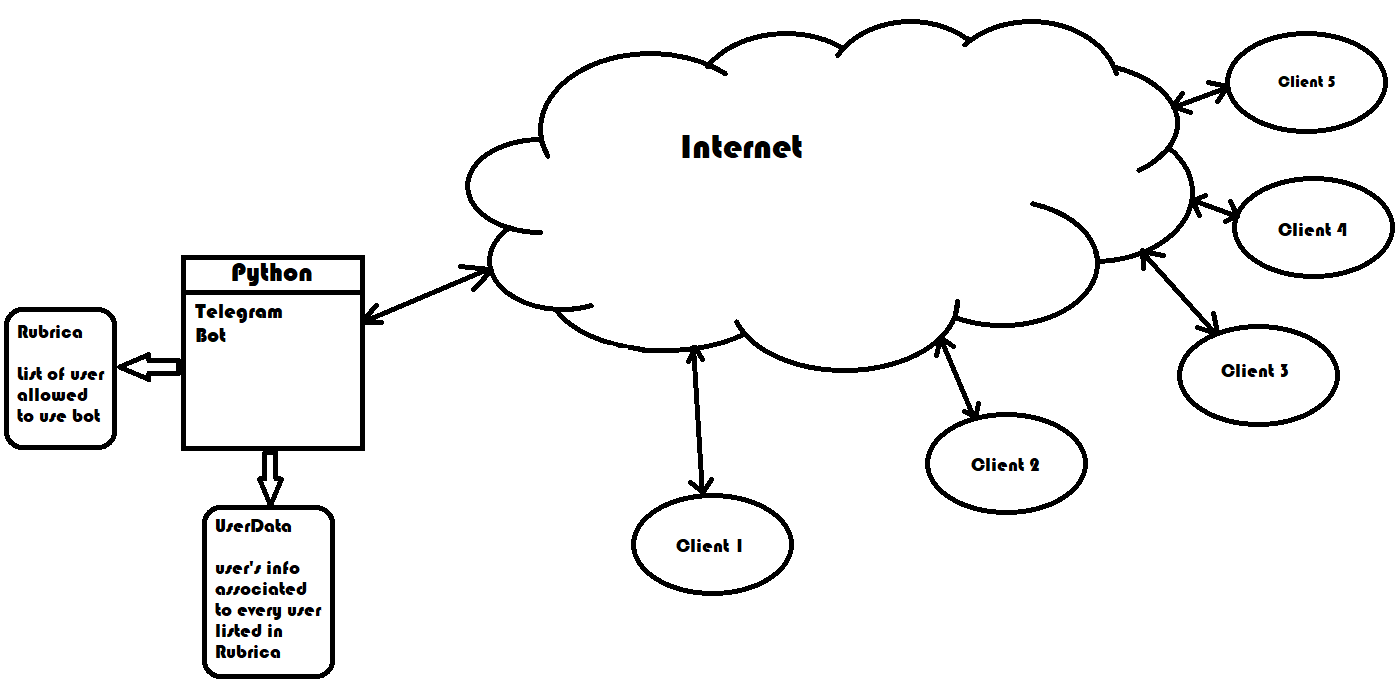 Internet
Client 5
Client 4
Client 3
Client 2
Client 1
Python
Telegram
Bot
Rubrica
List of user
allowed
to use bot
UserData
user's info
associated
to every user
listed in
Rubrica